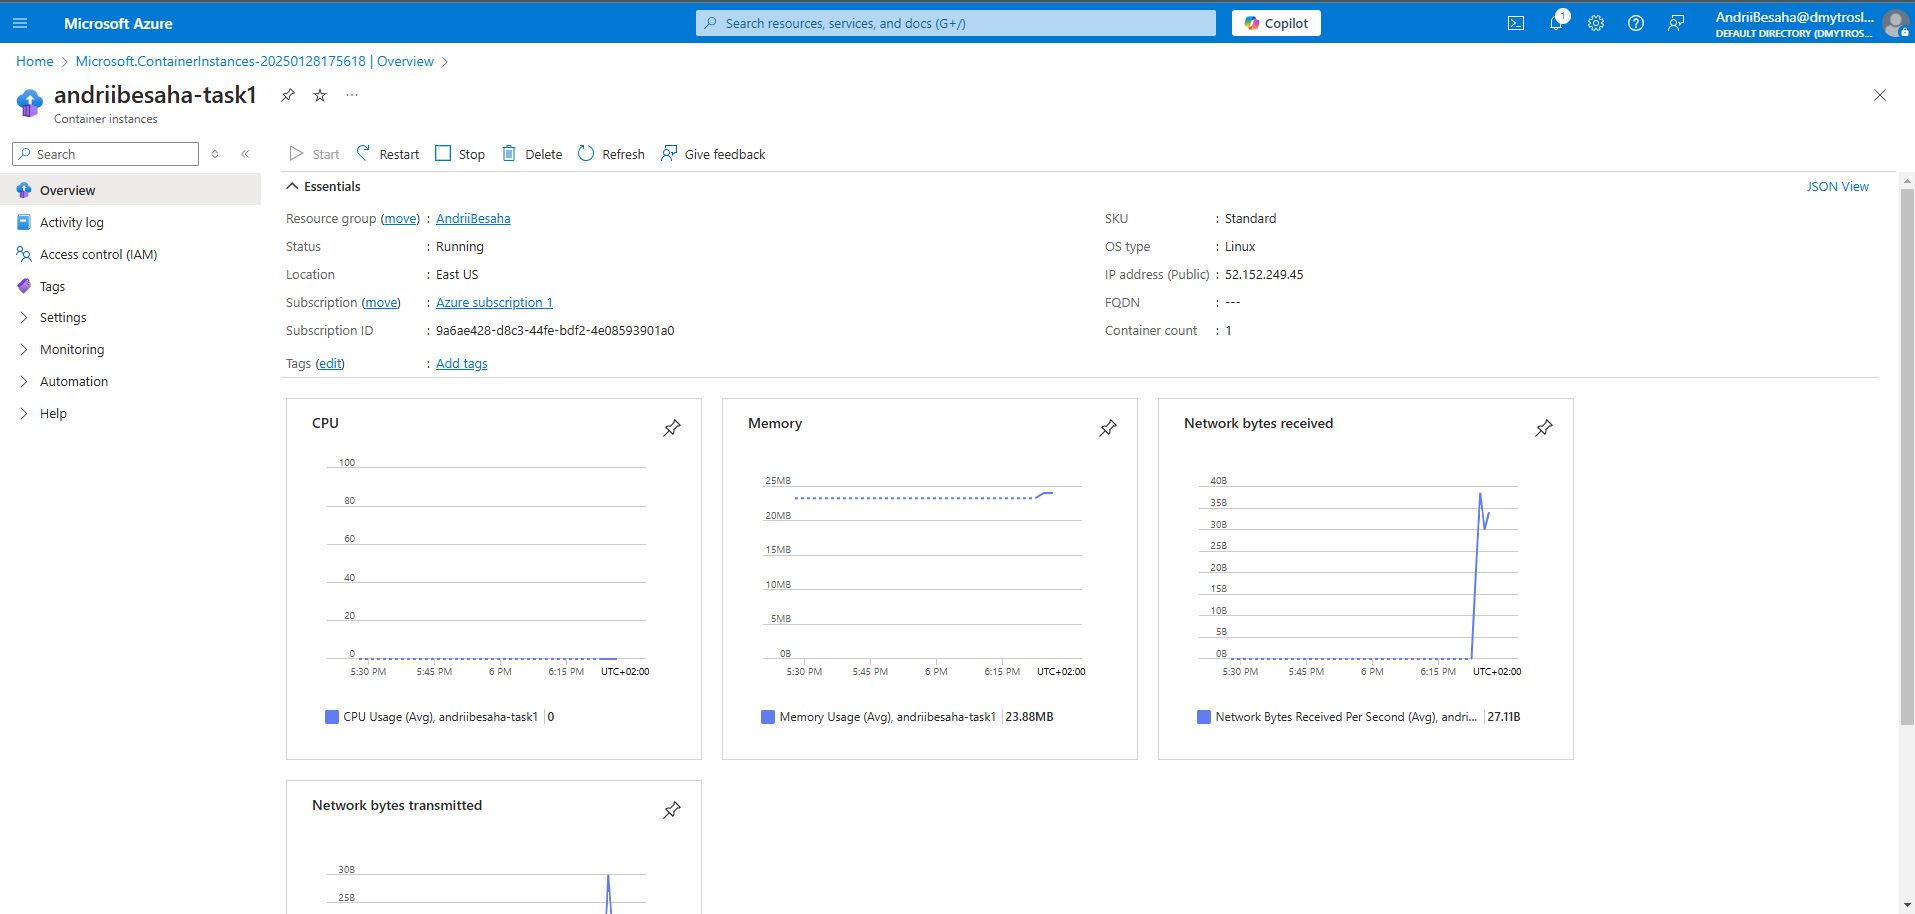 Microsoft Azure
Search resources, services, and docs (G+/)
Copilot
1
AndriiBesaha@dmytrosl...
DEFAULT DIRECTORY (DMYTROS...
Home > Microsoft.ContainerInstances-20250128175618 | Overview >
andriibesaha-task1
...
Container instances
Search
Start
Restart
Stop
Delete
Refresh
Give feedback
Overview
Activity log
Access control (IAM)
Tags
Settings
Monitoring
Automation
Help
Essentials
JSON View
Resource group (move) : AndriiBesaha
Status : Running
Location : East US
Subscription (move) : Azure subscription 1
Subscription ID : 9a6ae428-d8c3-44fe-bdf2-4e08593901a0
Tags (edit) : Add tags
SKU : Standard
OS type : Linux
IP address (Public) : 52.152.249.45
FQDN : ---
Container count : 1
CPU
100
80
60
40
20
0
5:30 PM 5:45 PM 6 PM 6:15 PM UTC+02:00
CPU Usage (Avg), andriibesaha-task1 | 0
Memory
25MB
20MB
15MB
10MB
5MB
0B
5:30 PM 5:45 PM 6 PM 6:15 PM UTC+02:00
Memory Usage (Avg), andriibesaha-task1 | 23.88MB
Network bytes received
40B
35B
30B
25B
20B
15B
10B
5B
0B
5:30 PM 5:45 PM 6 PM 6:15 PM UTC+02:00
Network Bytes Received Per Second (Avg), andri... | 27.11B
Network bytes transmitted
30B
25B